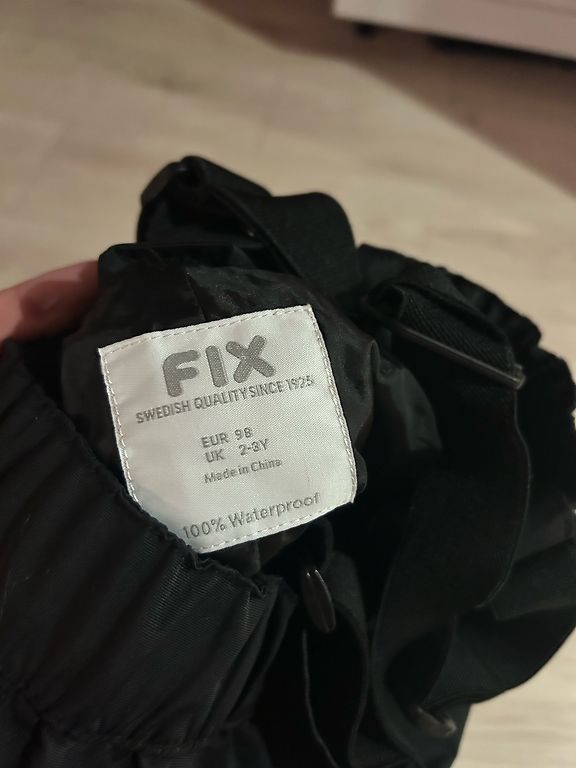 FIX
SWEDISH QUALITY SINCE 1925
EUR 98
UK 2-3Y
Made in China
100% Waterproof